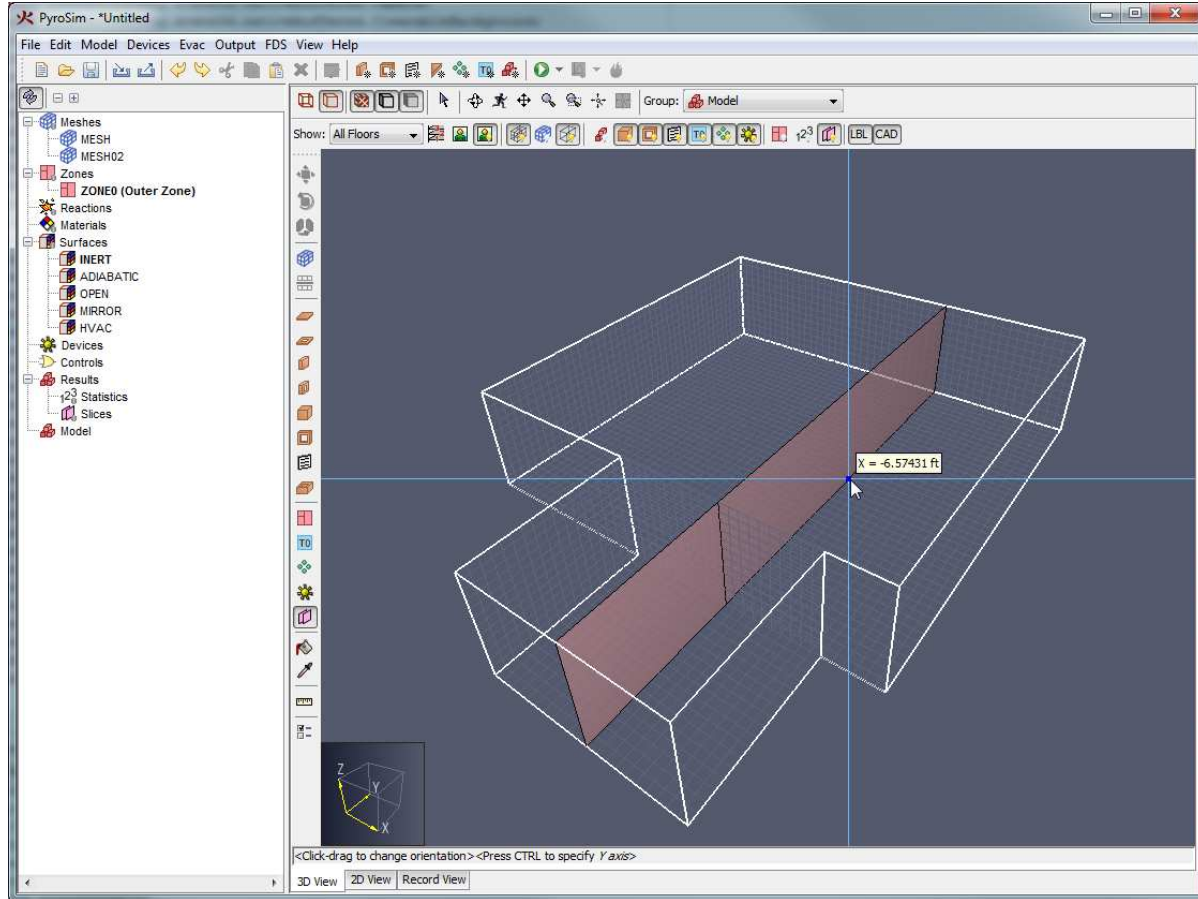 PyroSim - *Untitled
File Edit Model Devices Evac Output FDS View Help
Group: Model
Show: All Floors
LBL CAD
Meshes
MESH
MESH02
Zones
ZONE0 (Outer Zone)
Reactions
Materials
Surfaces
INERT
ADIABATIC
OPEN
MIRROR
HVAC
Devices
Controls
Results
Statistics
Slices
Model
X = -6.57431 ft
Z
Y
X
<Click-drag to change orientation><Press CTRL to specify Y axis>
3D View 2D View Record View